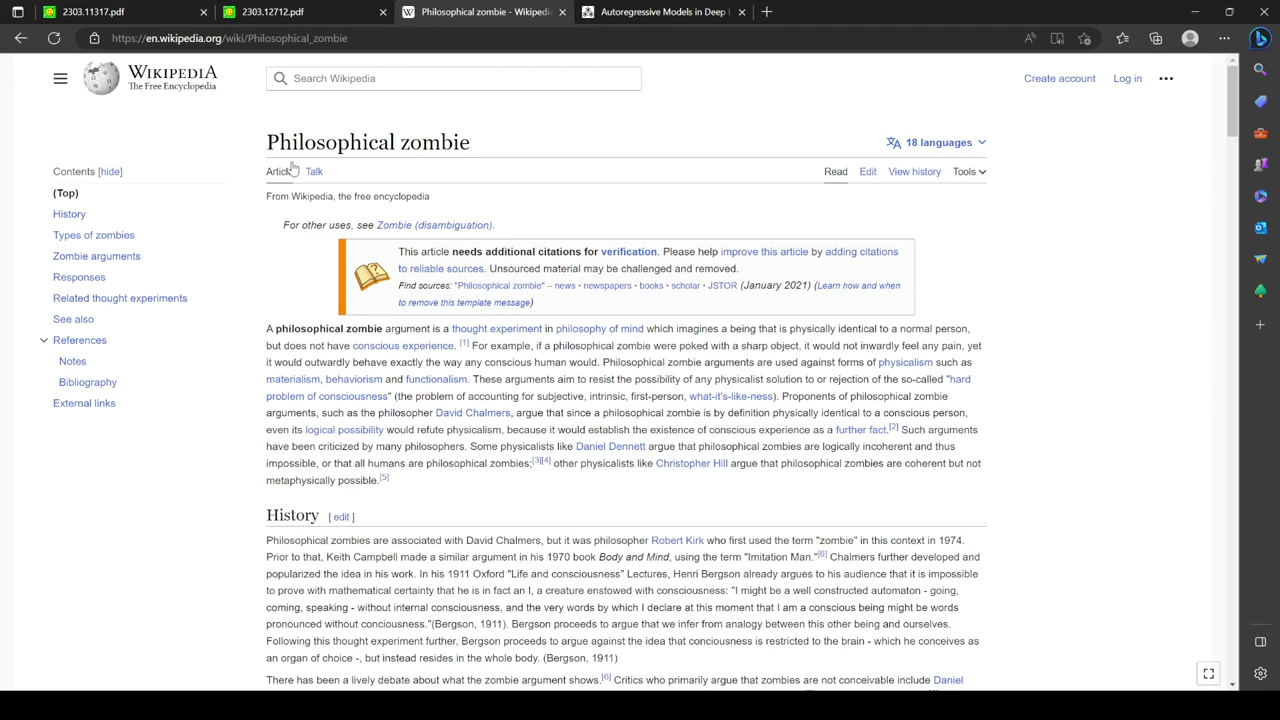 2303.11317.pdf
2303.12712.pdf
Philosophical zombie - Wikipedi
Autoregressive Models in Deep L
https://en.wikipedia.org/wiki/Philosophical_zombie
WIKIPEDIA
The Free Encyclopedia
Search Wikipedia
Create account
Log in
Philosophical zombie
18 languages
Contents [hide]
(Top)
History
Types of zombies
Zombie arguments
Responses
Related thought experiments
See also
References
Notes
Bibliography
External links
Article Talk
Read Edit View history Tools
From Wikipedia, the free encyclopedia
For other uses, see Zombie (disambiguation).
This article needs additional citations for verification. Please help improve this article by adding citations
to reliable sources. Unsourced material may be challenged and removed.
Find sources: "Philosophical zombie" – news · newspapers · books · scholar · JSTOR (January 2021) (Learn how and when
to remove this template message)
A philosophical zombie argument is a thought experiment in philosophy of mind which imagines a being that is physically identical to a normal person,
but does not have conscious experience. [1] For example, if a philosophical zombie were poked with a sharp object, it would not inwardly feel any pain, yet
it would outwardly behave exactly the way any conscious human would. Philosophical zombie arguments are used against forms of physicalism such as
materialism, behaviorism and functionalism. These arguments aim to resist the possibility of any physicalist solution to or rejection of the so-called "hard
problem of consciousness" (the problem of accounting for subjective, intrinsic, first-person, what-it's-like-ness). Proponents of philosophical zombie
arguments, such as the philosopher David Chalmers, argue that since a philosophical zombie is by definition physically identical to a conscious person,
even its logical possibility would refute physicalism, because it would establish the existence of conscious experience as a further fact.[2] Such arguments
have been criticized by many philosophers. Some physicalists like Daniel Dennett argue that philosophical zombies are logically incoherent and thus
impossible, or that all humans are philosophical zombies;[3][4] other physicalists like Christopher Hill argue that philosophical zombies are coherent but not
metaphysically possible.[5]
History [ edit ]
Philosophical zombies are associated with David Chalmers, but it was philosopher Robert Kirk who first used the term "zombie" in this context in 1974.
Prior to that, Keith Campbell made a similar argument in his 1970 book Body and Mind, using the term "Imitation Man."[6] Chalmers further developed and
popularized the idea in his work. In his 1911 Oxford "Life and consciousness" Lectures, Henri Bergson already argues to his audience that it is impossible
to prove with mathematical certainty that he is in fact an I, a creature enstowed with consciousness: "I might be a well constructed automaton - going,
coming, speaking - without internal consciousness, and the very words by which I declare at this moment that I am a conscious being might be words
pronounced without conciousness."(Bergson, 1911). Bergson proceeds to argue that we infer from analogy between this other being and ourselves.
Following this thought experiment further, Bergson proceeds to argue against the idea that conciousness is restricted to the brain - which he conceives as
an organ of choice -, but instead resides in the whole body. (Bergson, 1911)
There has been a lively debate about what the zombie argument shows.[6] Critics who primarily argue that zombies are not conceivable include Daniel